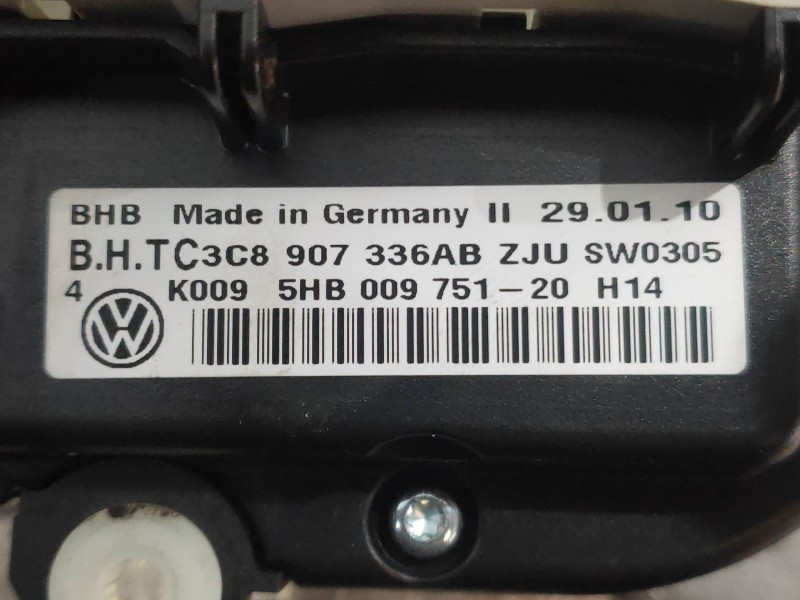 BHB Made in Germany II 29.01.10
B.H.TC3C8 907 336AB ZJU SW0305
4 K009 5HB 009 751-20 H14